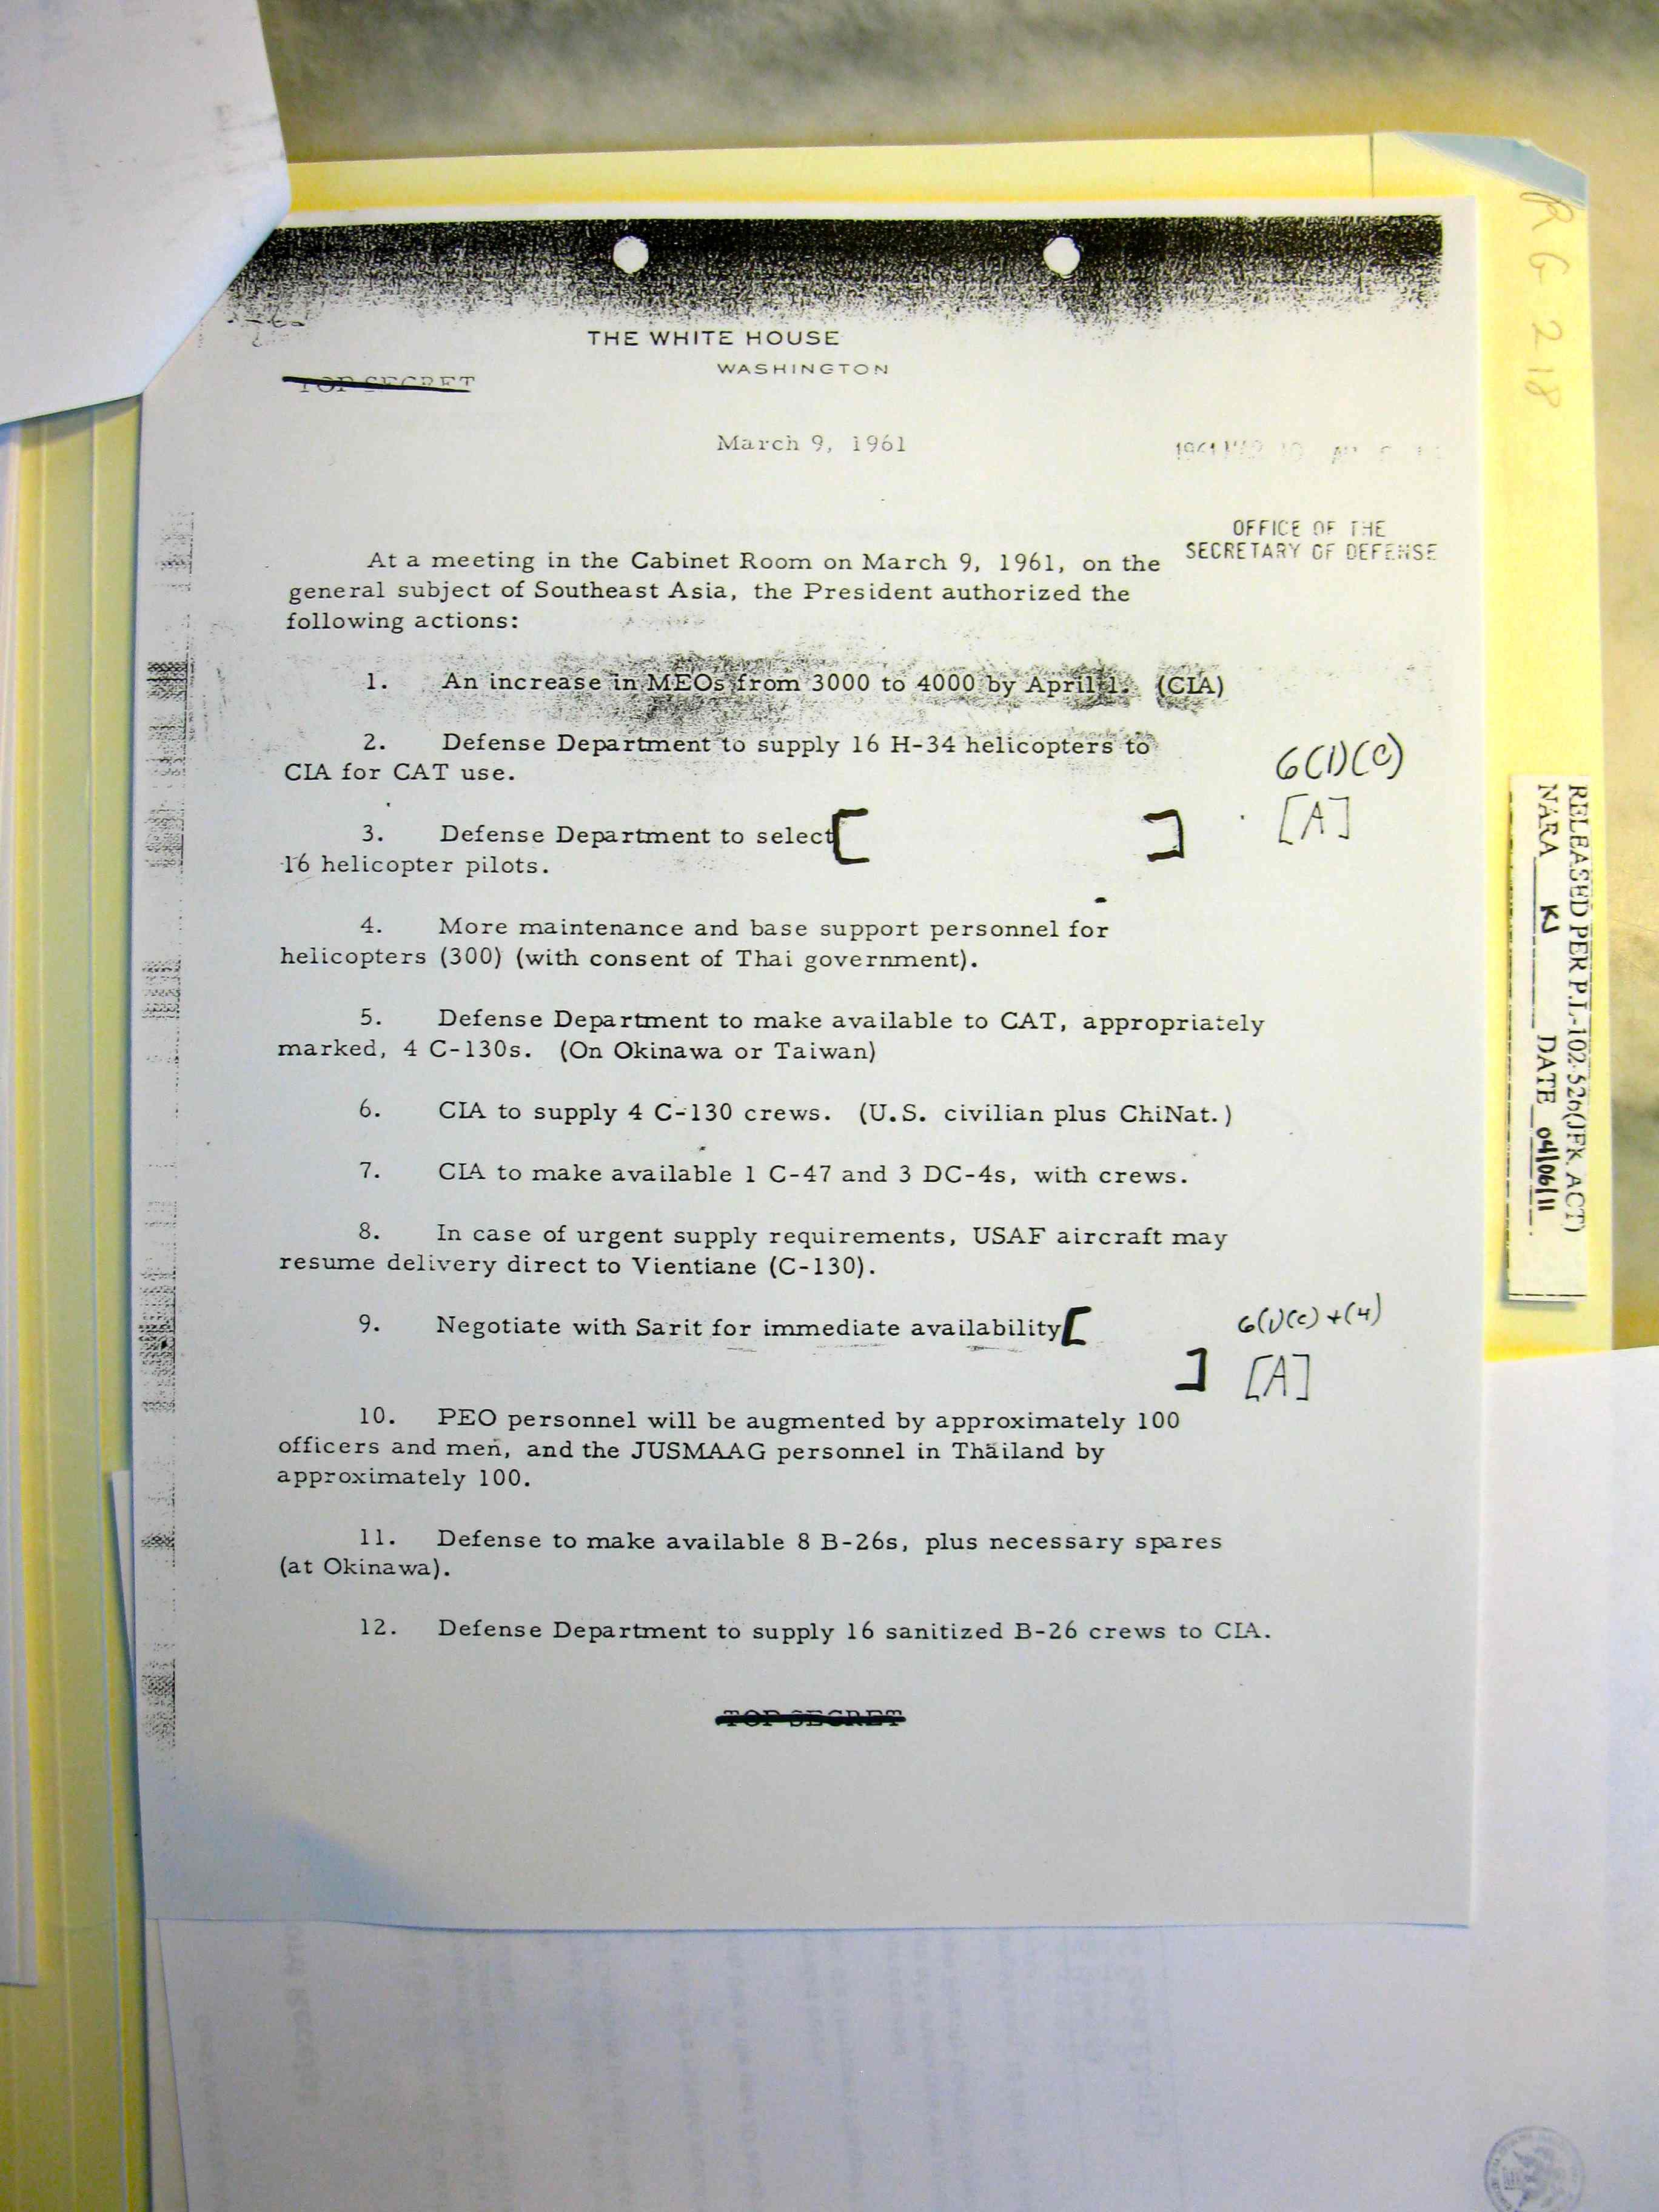 THE WHITE HOUSE
WASHINGTON
TOP SECRET
March 9, 1961
OFFICE OF THE
SECRETARY OF DEFENSE
At a meeting in the Cabinet Room on March 9, 1961, on the
general subject of Southeast Asia, the President authorized the
following actions:
1. An increase in MEOs from 3000 to 4000 by April 1. (CIA)
2. Defense Department to supply 16 H-34 helicopters to
CIA for CAT use.
6(1)(C)
3. Defense Department to select [ ] [A]
16 helicopter pilots.
4. More maintenance and base support personnel for
helicopters (300) (with consent of Thai government).
5. Defense Department to make available to CAT, appropriately
marked, 4 C-130s. (On Okinawa or Taiwan)
6. CIA to supply 4 C-130 crews. (U.S. civilian plus ChiNat.)
7. CIA to make available 1 C-47 and 3 DC-4s, with crews.
8. In case of urgent supply requirements, USAF aircraft may
resume delivery direct to Vientiane (C-130).
9. Negotiate with Sarit for immediate availability [ 6(1)(c)+(4)
] [A]
10. PEO personnel will be augmented by approximately 100
officers and men, and the JUSMAAG personnel in Thailand by
approximately 100.
11. Defense to make available 8 B-26s, plus necessary spares
(at Okinawa).
12. Defense Department to supply 16 sanitized B-26 crews to CIA.
TOP SECRET
RG 218
RELEASED PER P.L-102-526(JFK ACT)
NARA KJ DATE 04/06/11